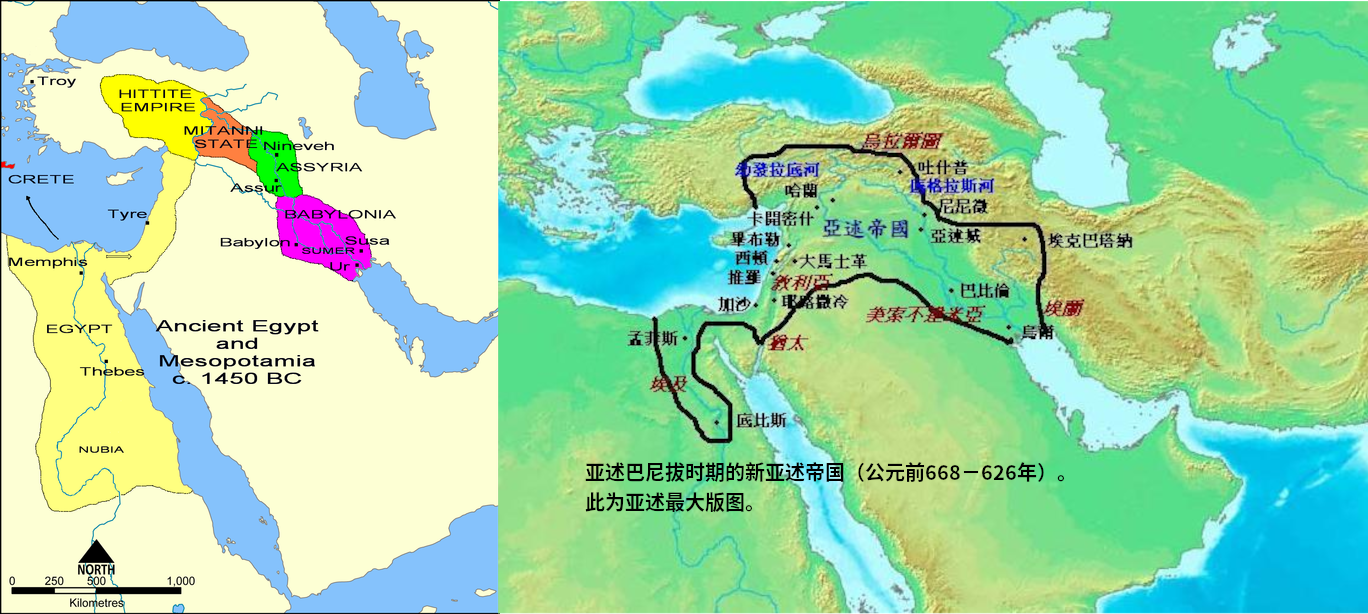 Troy
HITTITE
EMPIRE
MITANNI
STATE
Nineveh
ASSYRIA
Assur
CRETE
Tyre
BABYLONIA
Babylon
SUMER
Susa
Ur
Memphis
EGYPT
Thebes
NUBIA
Ancient Egypt
and
Mesopotamia
c. 1450 BC
NORTH
0 250 500 1,000
Kilometres
烏拉爾圖
幼發拉底河
吐什普
底格拉斯河
哈蘭
尼尼微
卡開密什
亞述帝國
亞述城
畢布勒
埃克巴塔納
西頓
大馬士革
推羅
敘利亞
巴比倫
加沙
耶路撒冷
美索不達米亞
埃蘭
烏爾
孟菲斯
猶太
埃及
底比斯
亚述巴尼拔时期的新亚述帝国（公元前668－626年）。
此为亚述最大版图。